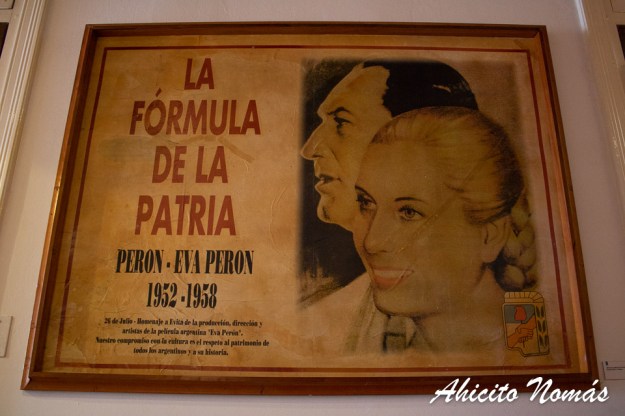 LA
FÓRMULA
DE LA
PATRIA
PERON - EVA PERON
1952 - 1958
26 de Julio - Homenaje a Evita de la producción, dirección y
artistas de la película argentina "Eva Perón".
Nuestro compromiso con la cultura es el respeto al patrimonio de
todos los argentinos y a su historia.
Ahicito Nomás